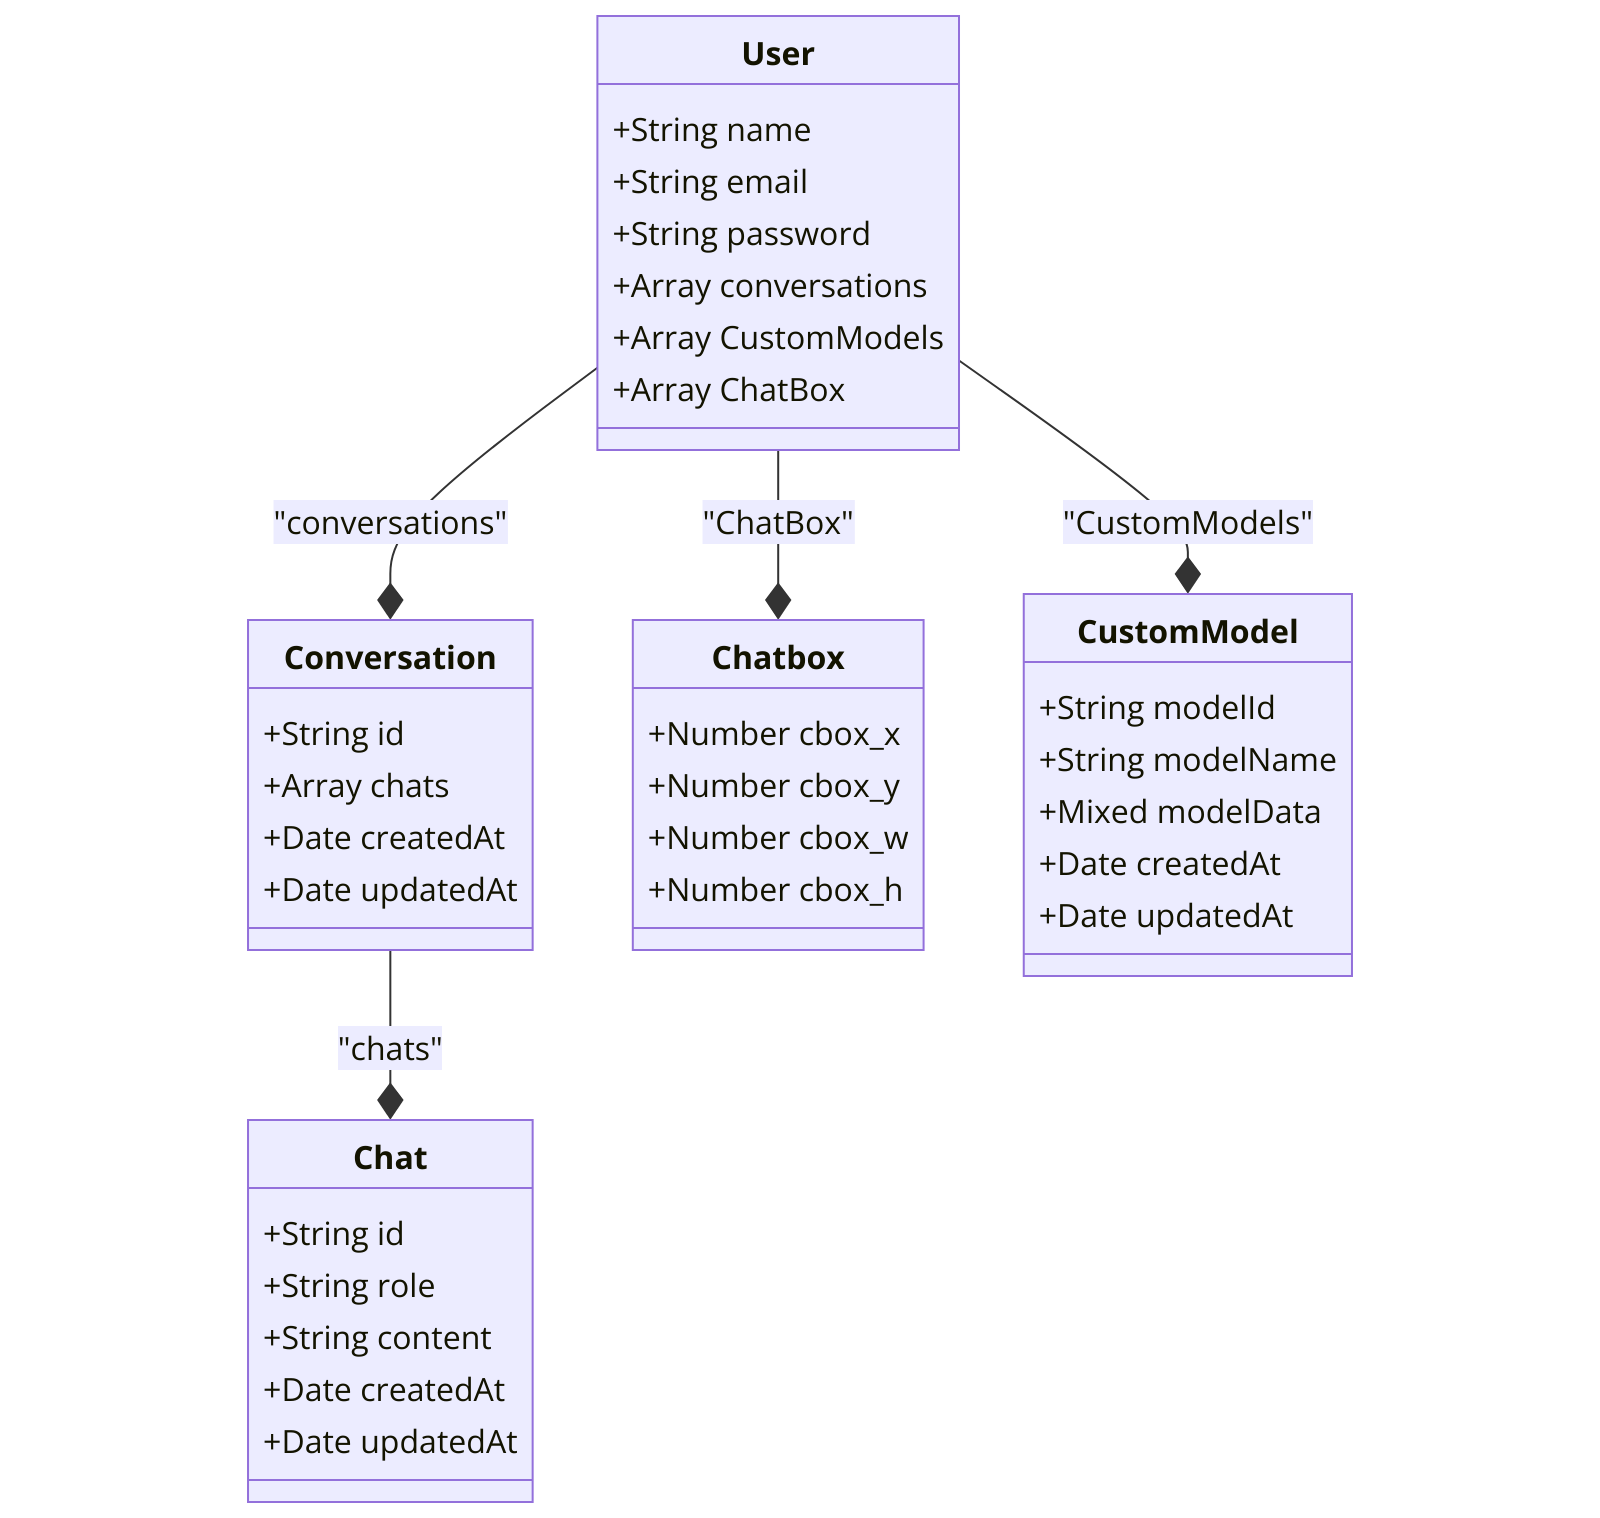 User
+String name
+String email
+String password
+Array conversations
+Array CustomModels
+Array ChatBox
"conversations"
"ChatBox"
"CustomModels"
Conversation
+String id
+Array chats
+Date createdAt
+Date updatedAt
Chatbox
+Number cbox_x
+Number cbox_y
+Number cbox_w
+Number cbox_h
CustomModel
+String modelId
+String modelName
+Mixed modelData
+Date createdAt
+Date updatedAt
"chats"
Chat
+String id
+String role
+String content
+Date createdAt
+Date updatedAt